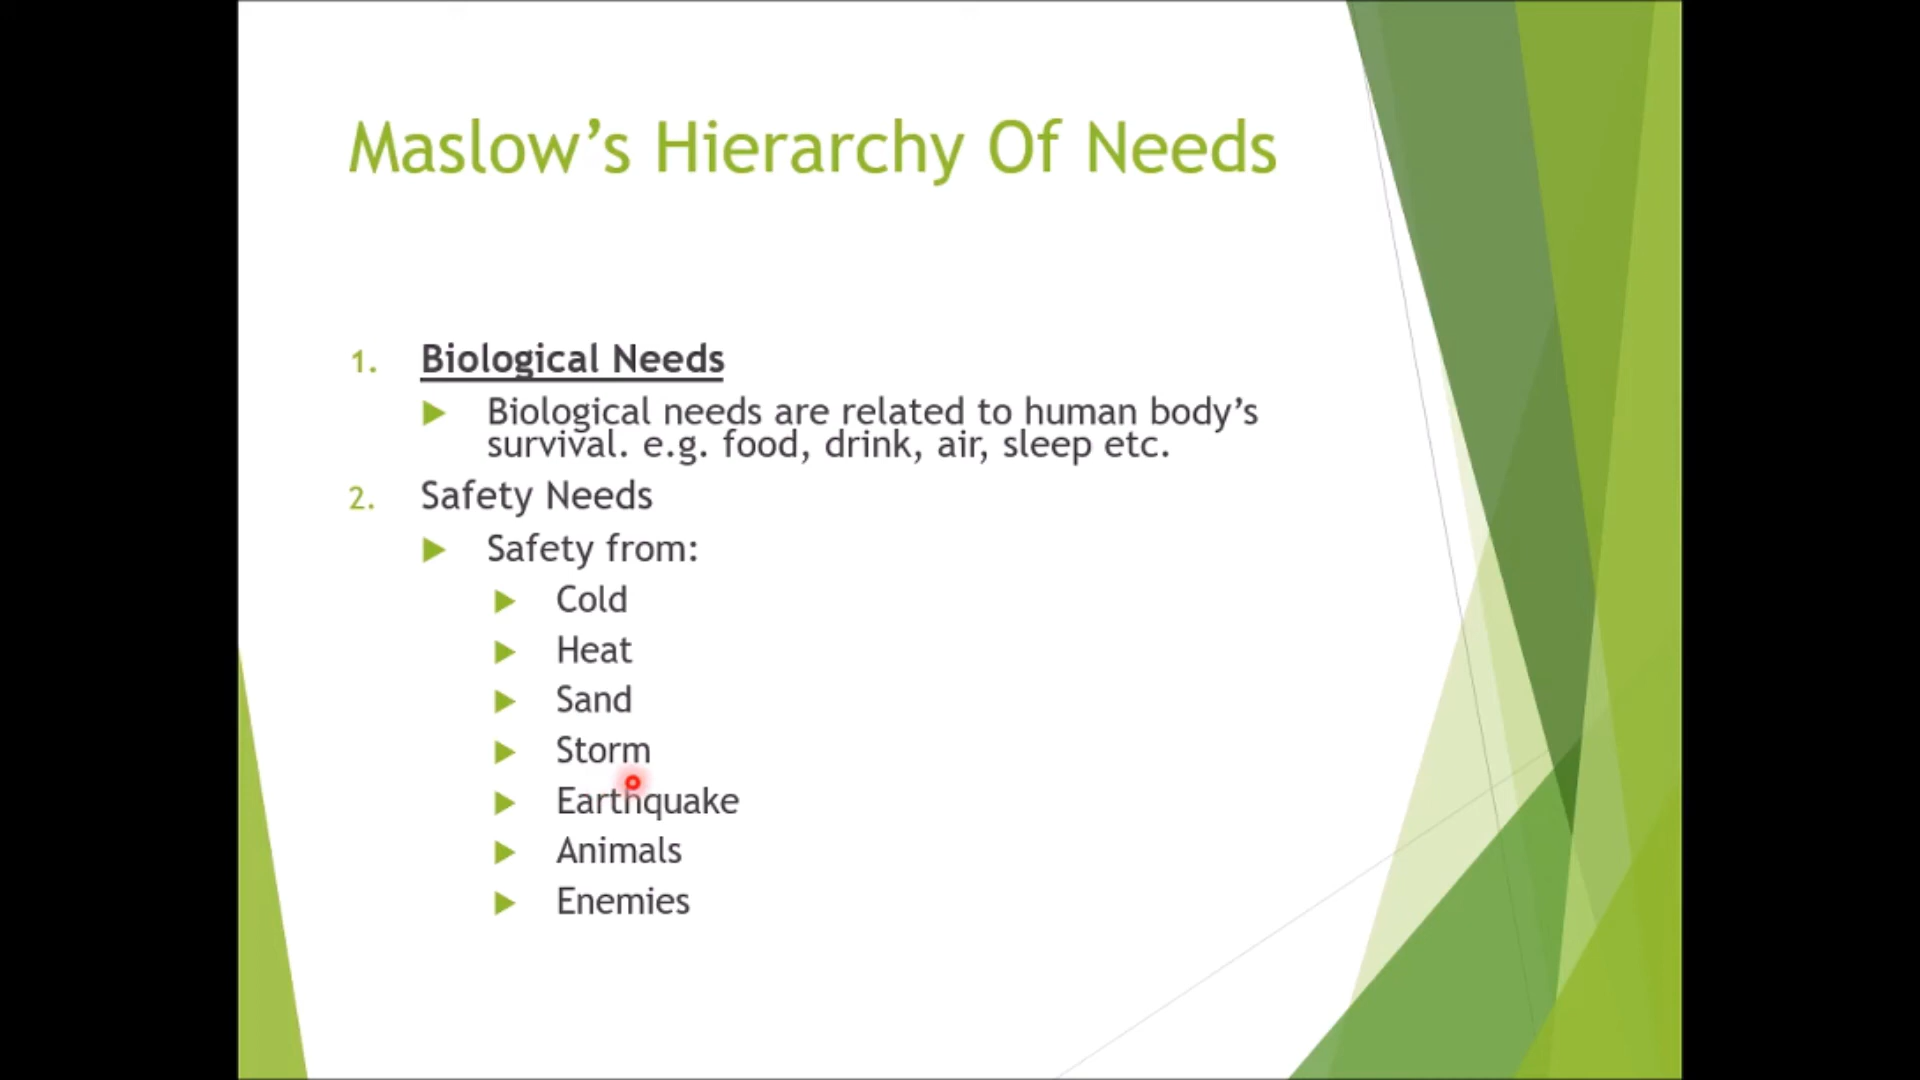 Maslow’s Hierarchy Of Needs
1. Biological Needs
Biological needs are related to human body’s
survival. e.g. food, drink, air, sleep etc.
2. Safety Needs
Safety from:
Cold
Heat
Sand
Storm
Earthquake
Animals
Enemies